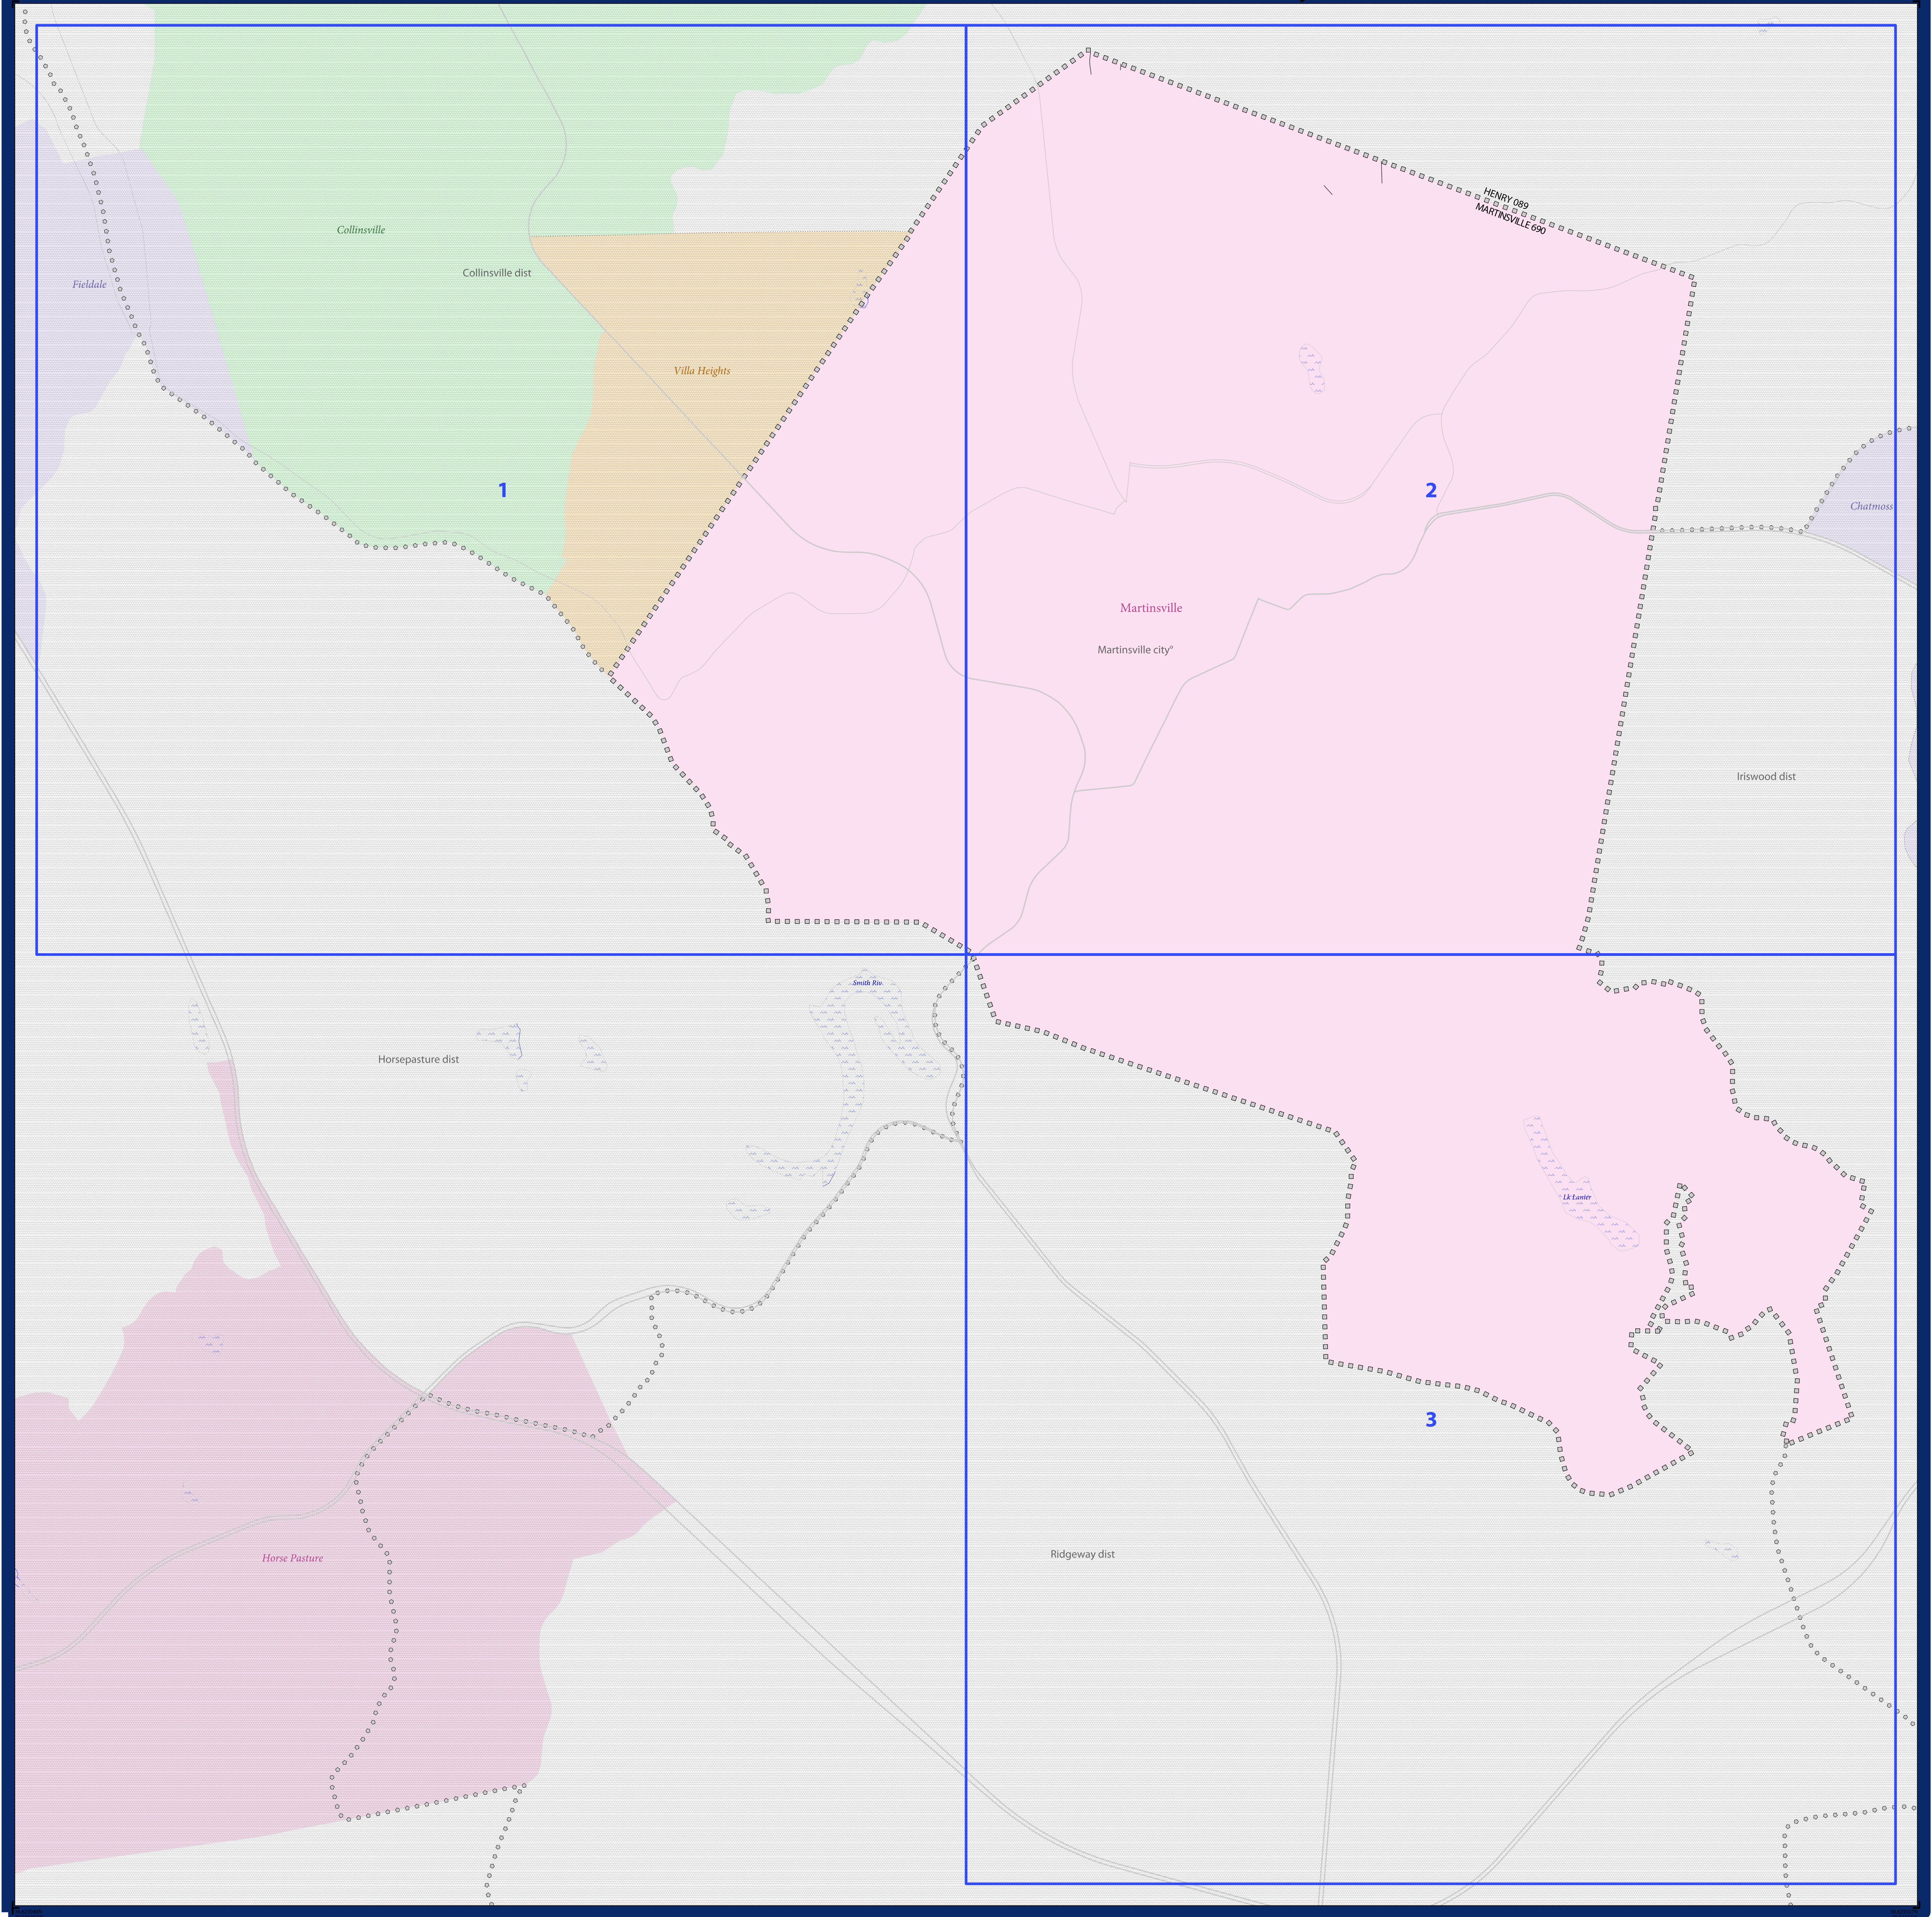 HENRY 089
MARTINSVILLE 690
Collinsville
Collinsville dist
Fieldale
Villa Heights
1
2
Chatmoss
Martinsville
Martinsville city°
Iriswood dist
Smith Riv
Horsepasture dist
Lk Lanier
3
Horse Pasture
Ridgeway dist